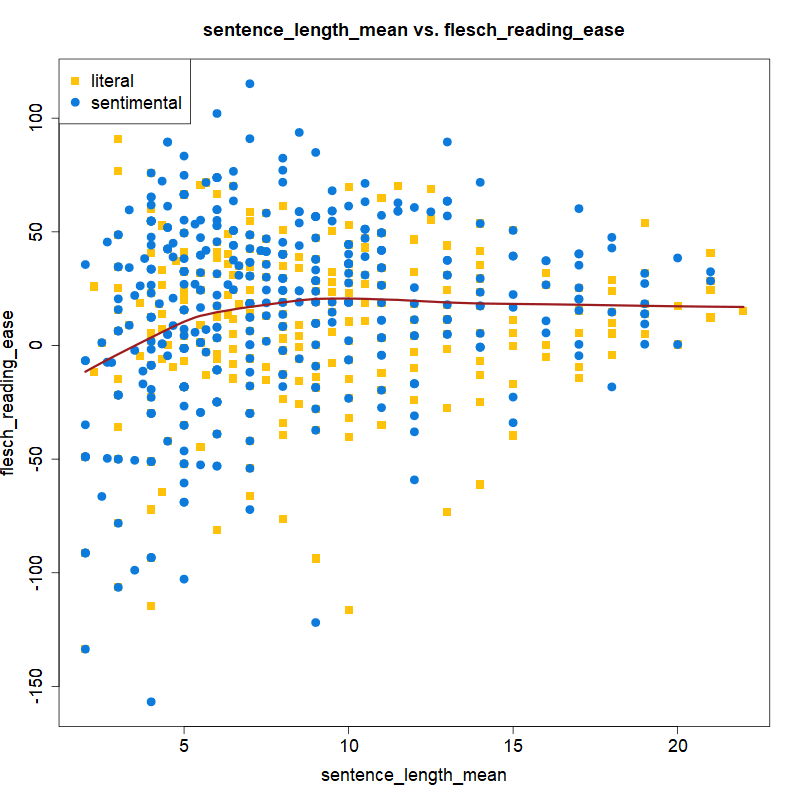 sentence_length_mean vs. flesch_reading_ease
literal
sentimental
100
50
0
-50
-100
-150
flesch_reading_ease
5
10
15
20
sentence_length_mean